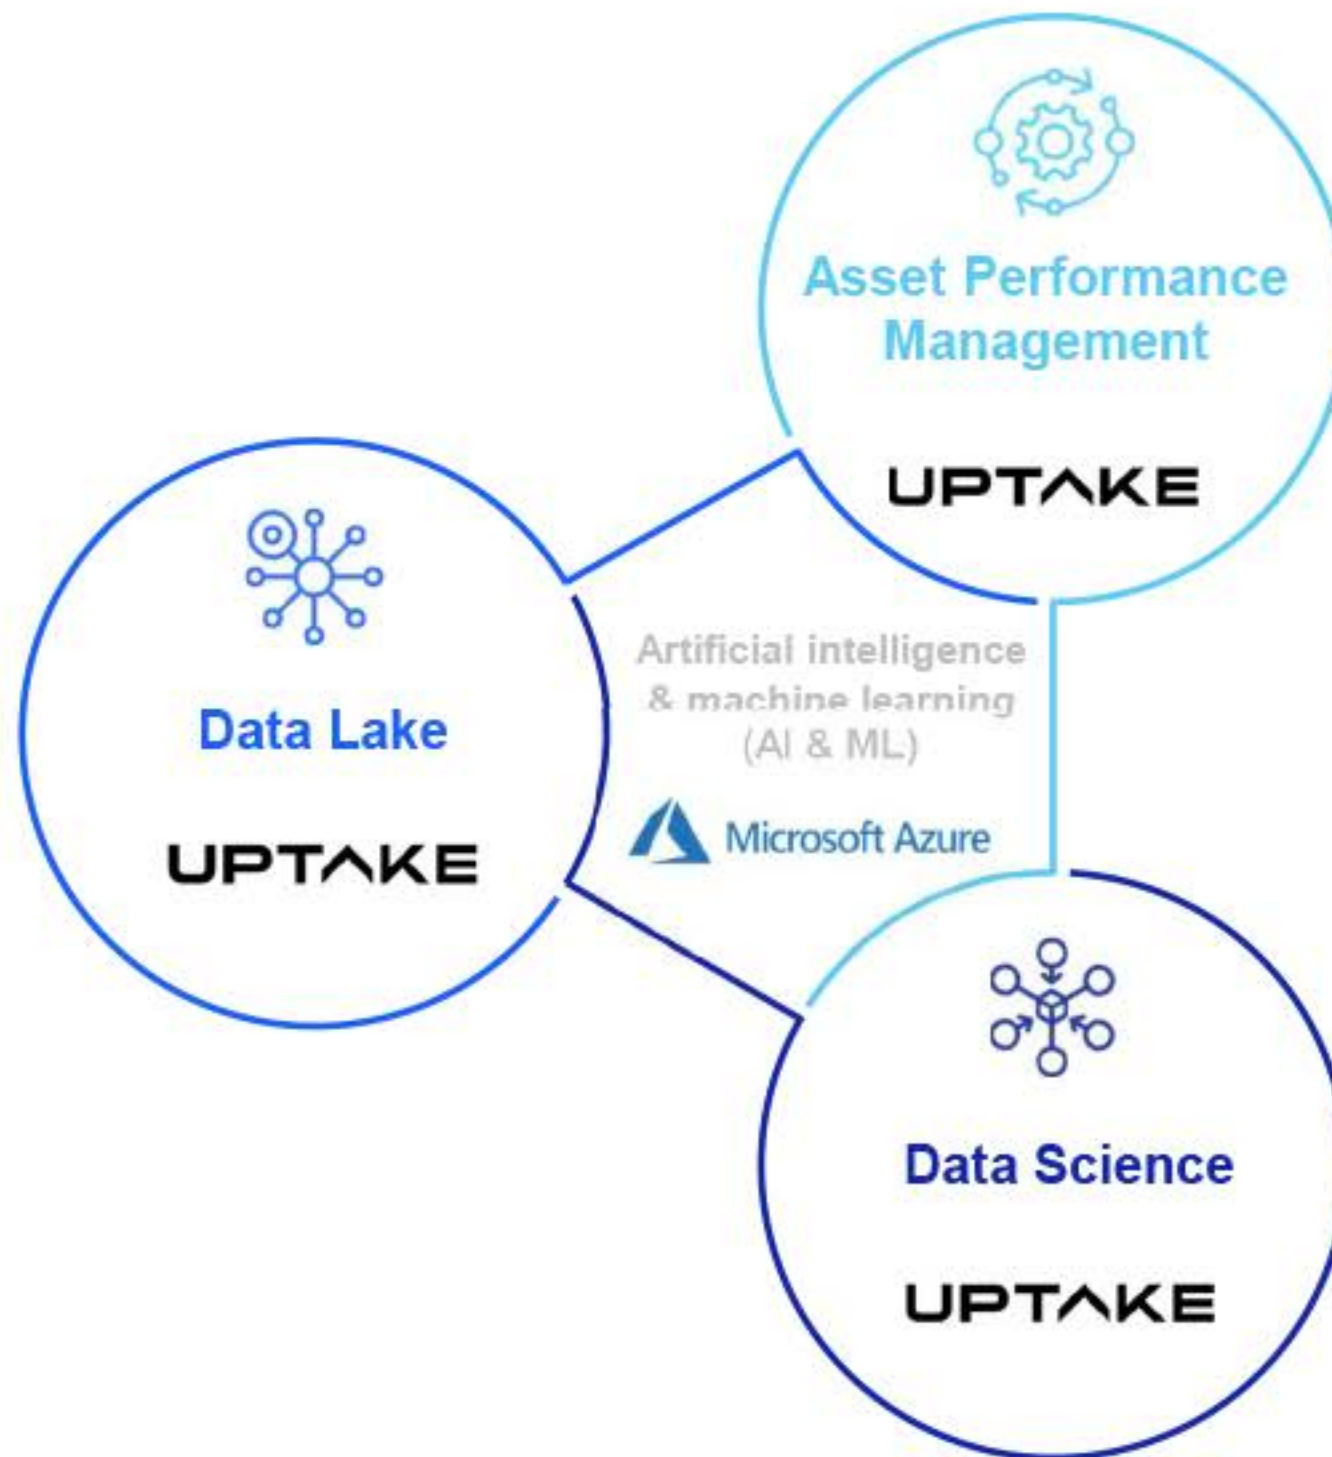 Asset Performance
Management
UPTAKE
Data Lake
UPTAKE
Artificial intelligence
& machine learning
(AI & ML)
Microsoft Azure
Data Science
UPTAKE